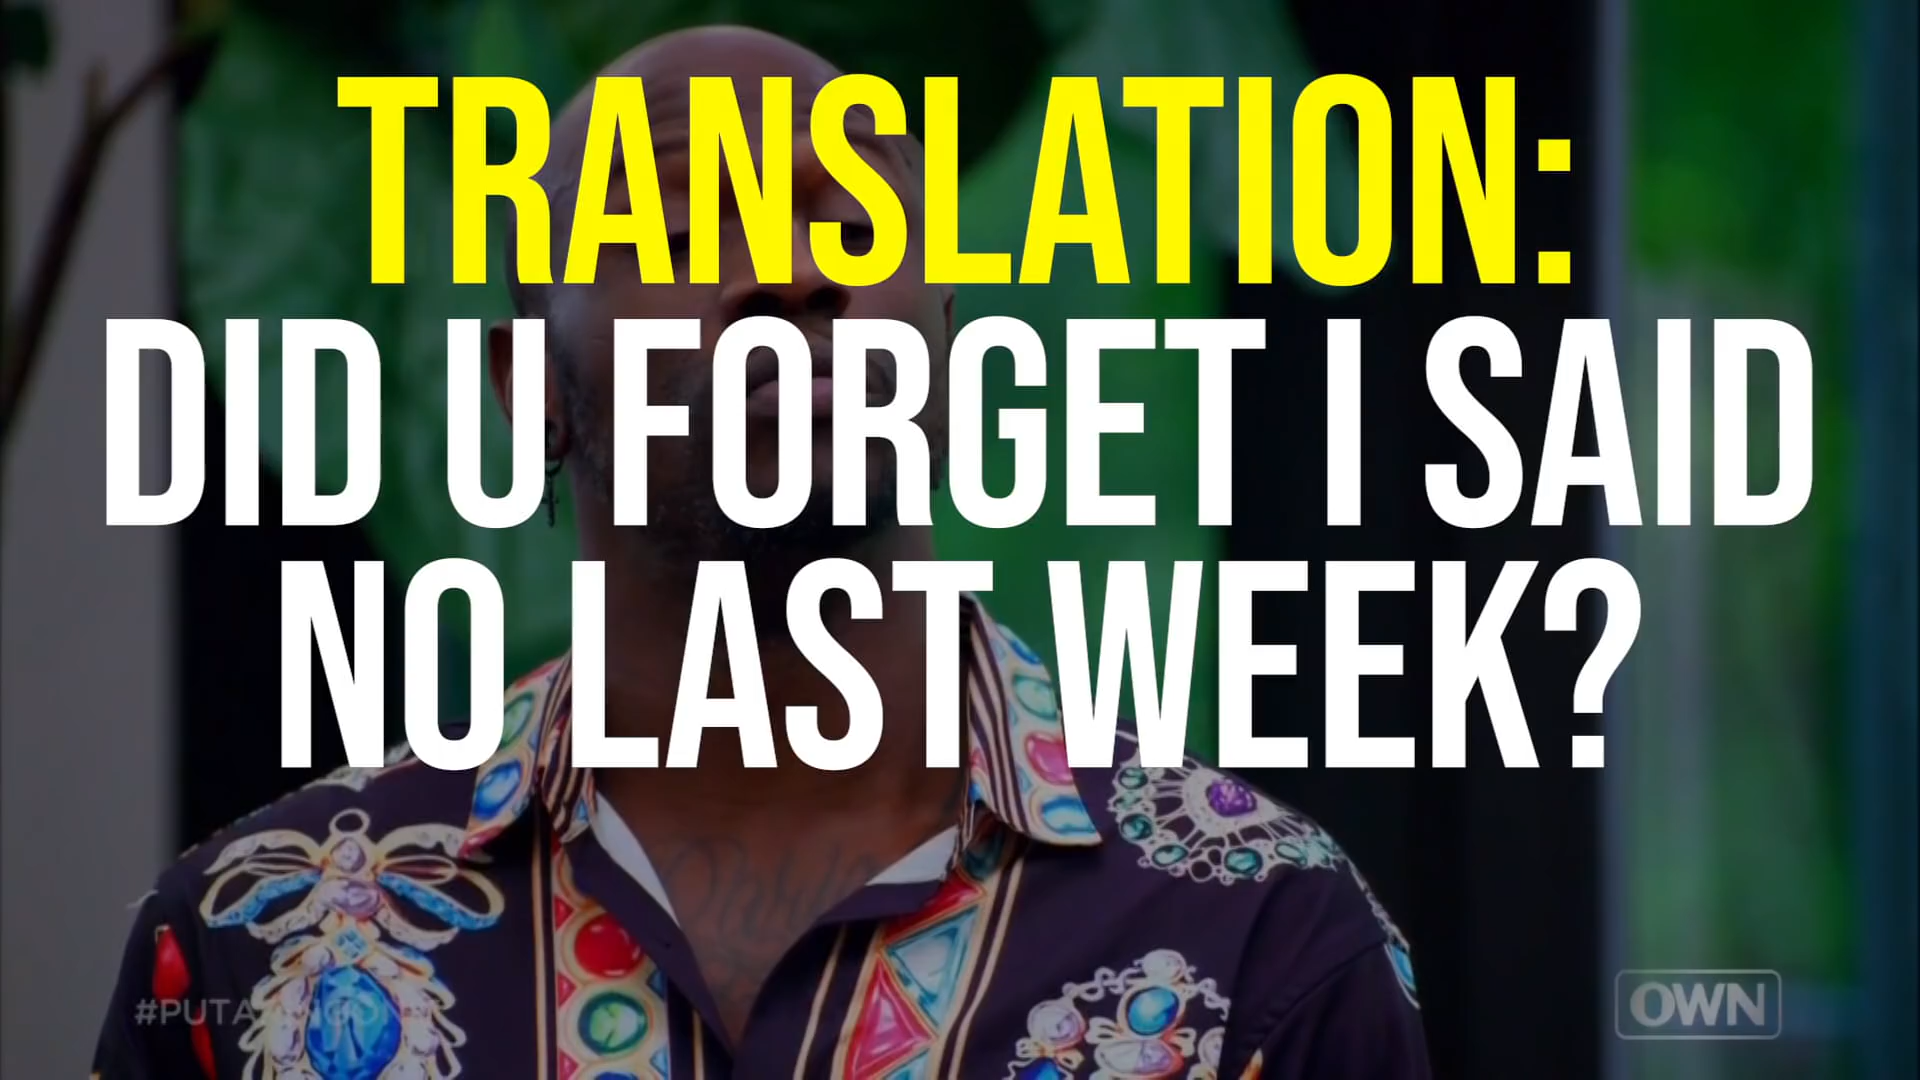 TRANSLATION:
DID U FORGET I SAID
NO LAST WEEK?
OWN